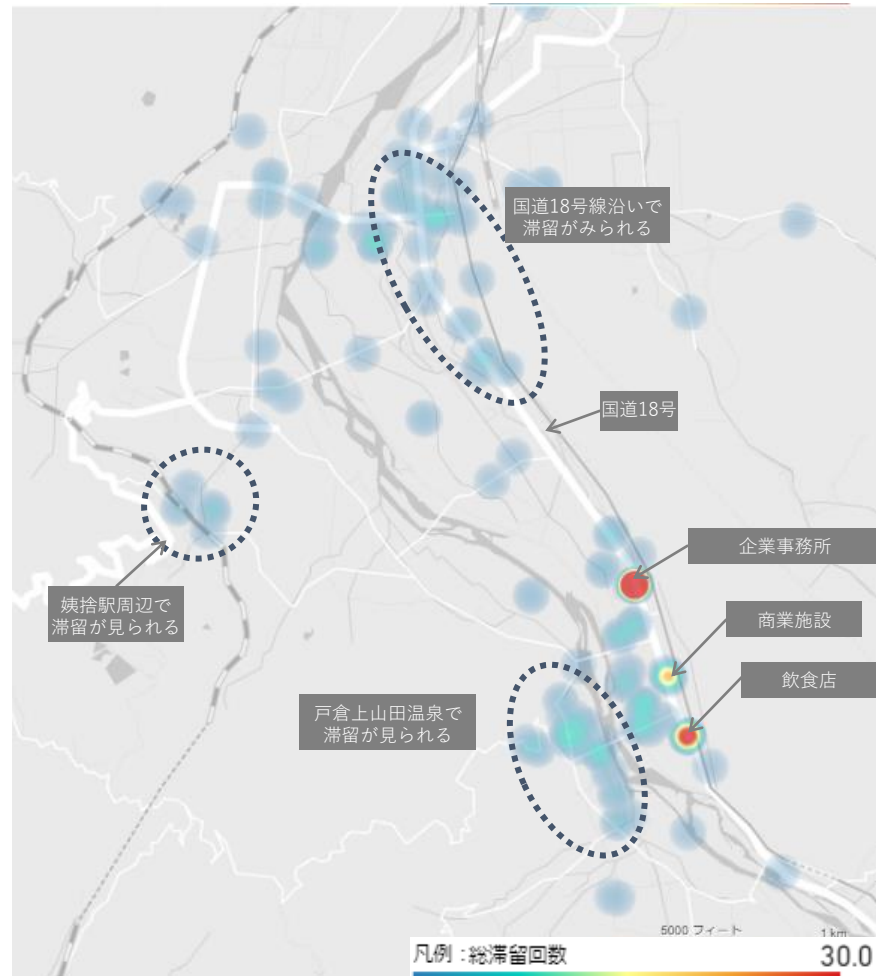 国道18号線沿いで
滞留がみられる
国道18号
企業事務所
姨捨駅周辺で
滞留が見られる
商業施設
飲食店
戸倉上山田温泉で
滞留が見られる
5000 フィート
1 km
凡例：総滞留回数
30.0